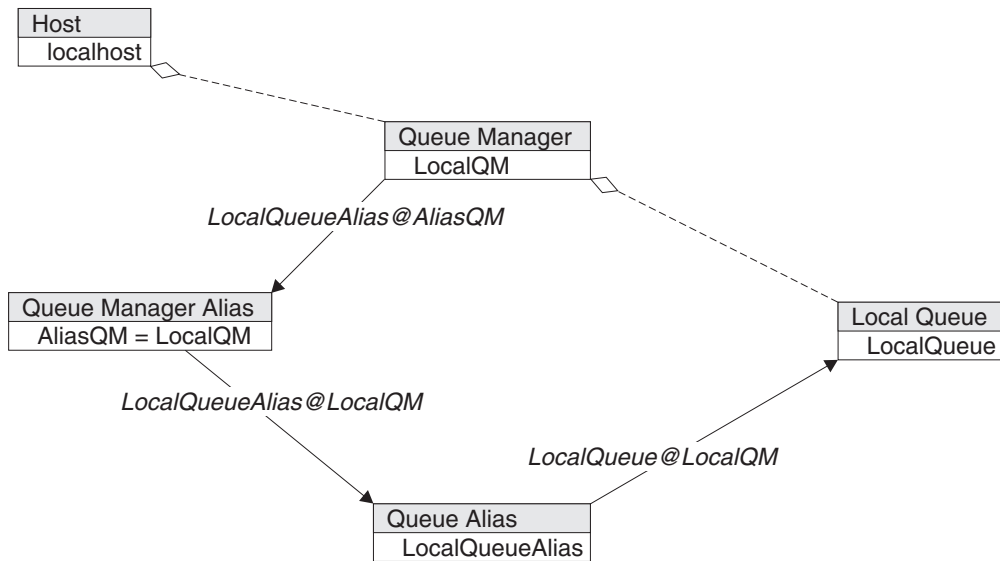 Host
localhost
Queue Manager
LocalQM
LocalQueueAlias@AliasQM
Queue Manager Alias
AliasQM = LocalQM
Local Queue
LocalQueue
LocalQueueAlias@LocalQM
LocalQueue@LocalQM
Queue Alias
LocalQueueAlias